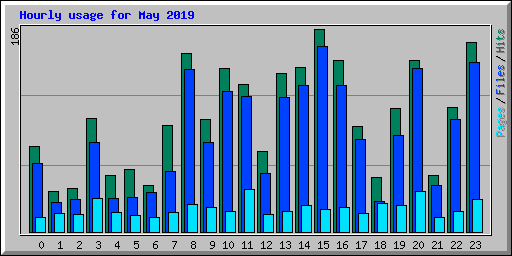 Hourly usage for May 2019
186
Pages / Files / Hits
0 1 2 3 4 5 6 7 8 9 10 11 12 13 14 15 16 17 18 19 20 21 22 23